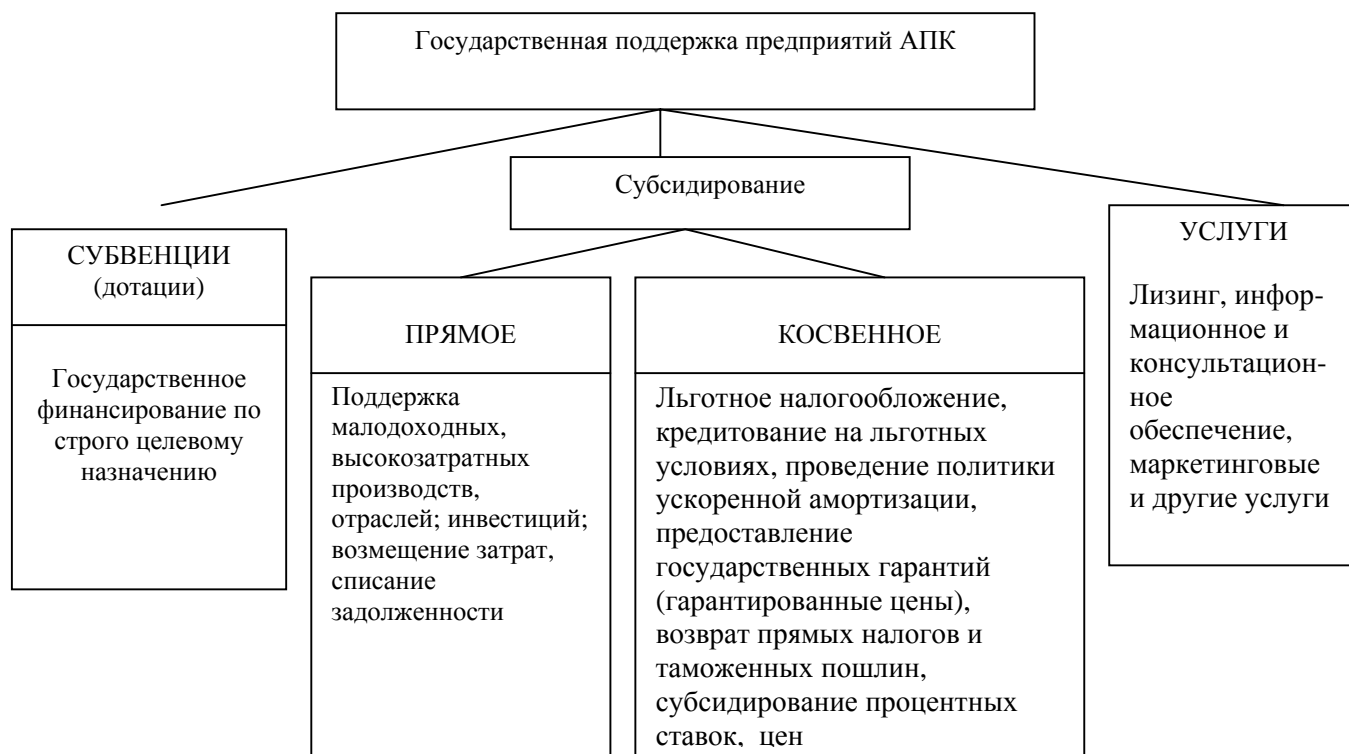 Государственная поддержка предприятий АПК
Субсидирование
СУБВЕНЦИИ
(дотации)
Государственное
финансирование по
строго целевому
назначению
ПРЯМОЕ
Поддержка
малодоходных,
высокозатратных
производств,
отраслей; инвестиций;
возмещение затрат,
списание
задолженности
КОСВЕННОЕ
Льготное налогообложение,
кредитование на льготных
условиях, проведение политики
ускоренной амортизации,
предоставление
государственных гарантий
(гарантированные цены),
возврат прямых налогов и
таможенных пошлин,
субсидирование процентных
ставок, цен
УСЛУГИ
Лизинг, инфор-
мационное и
консультацион-
ное
обеспечение,
маркетинговые
и другие услуги